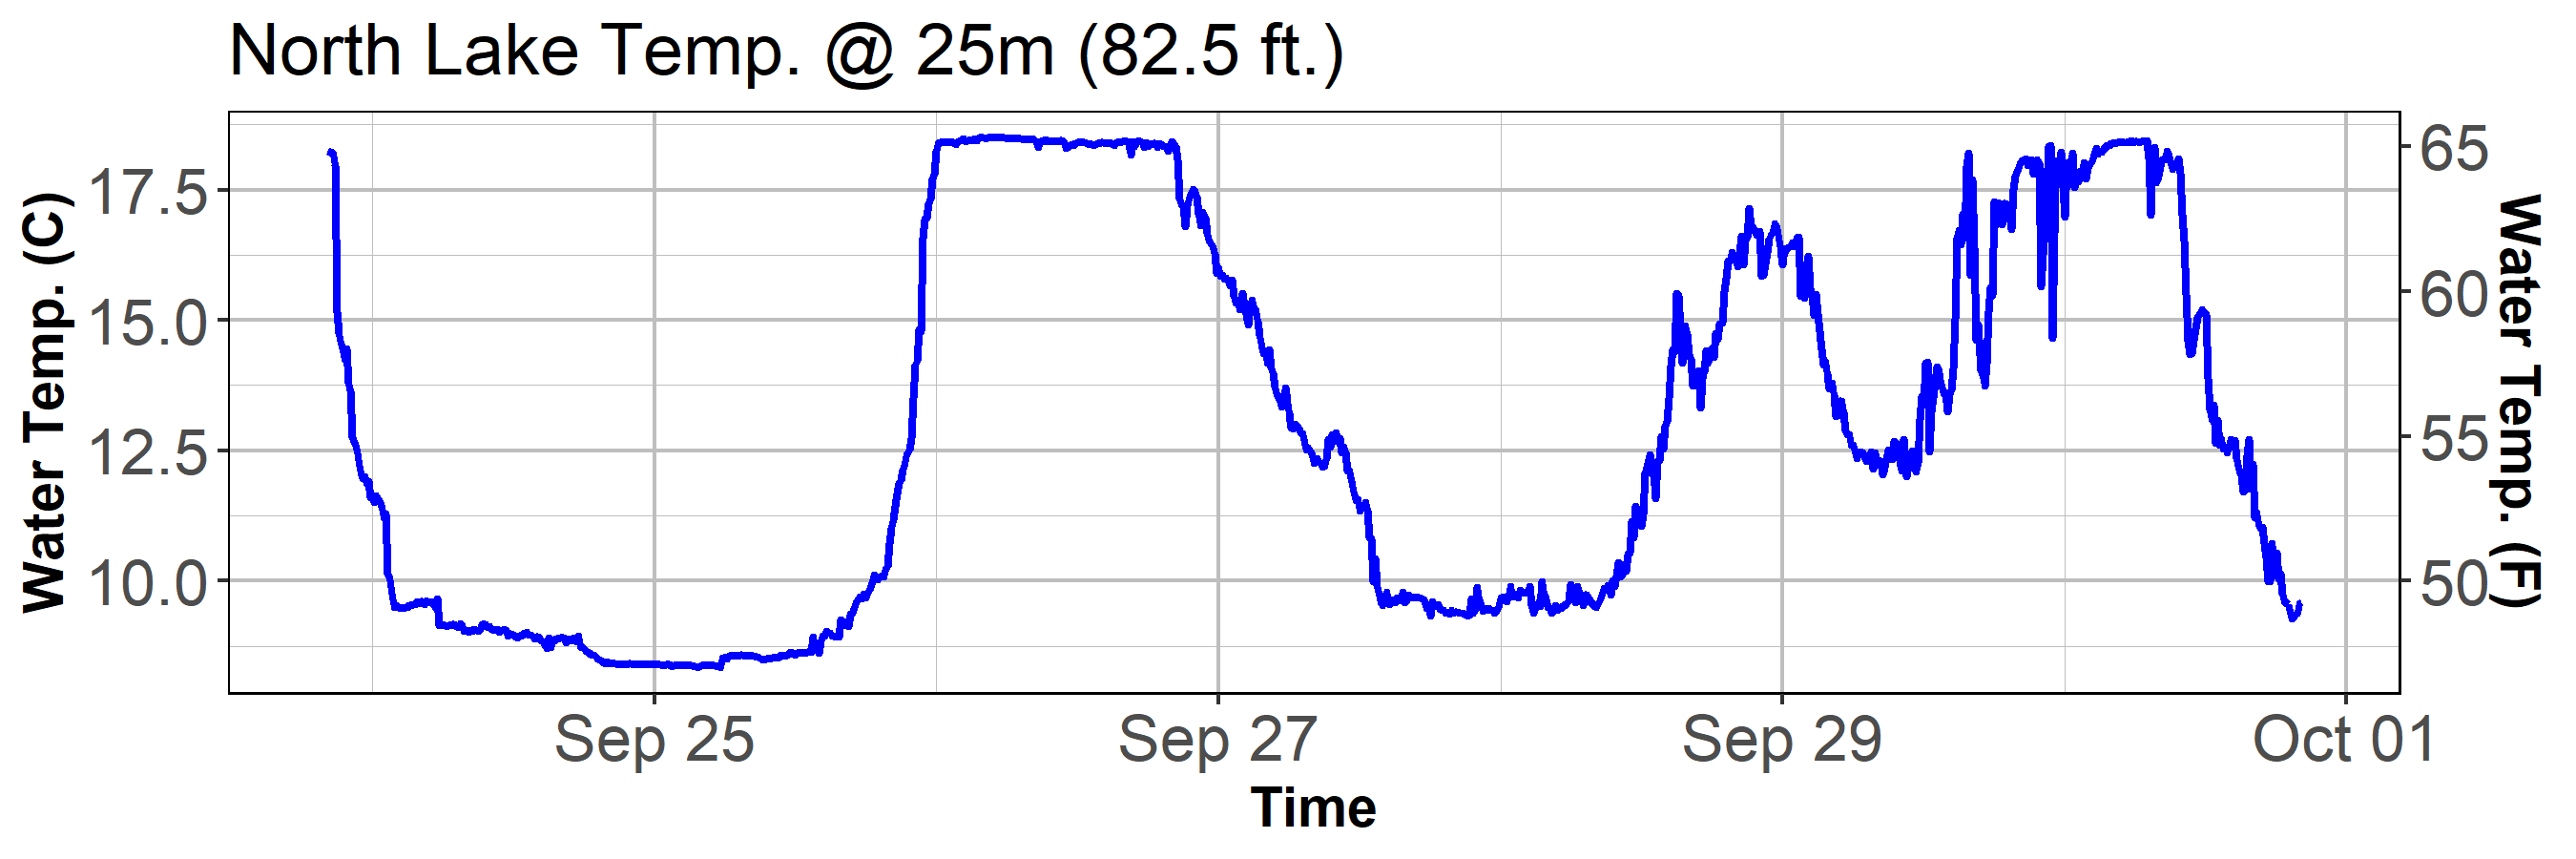 North Lake Temp. @ 25m (82.5 ft.)
Water Temp. (C)
17.5
15.0
12.5
10.0
65
60
55
50
Water Temp. (F)
Sep 25
Sep 27
Sep 29
Oct 01
Time